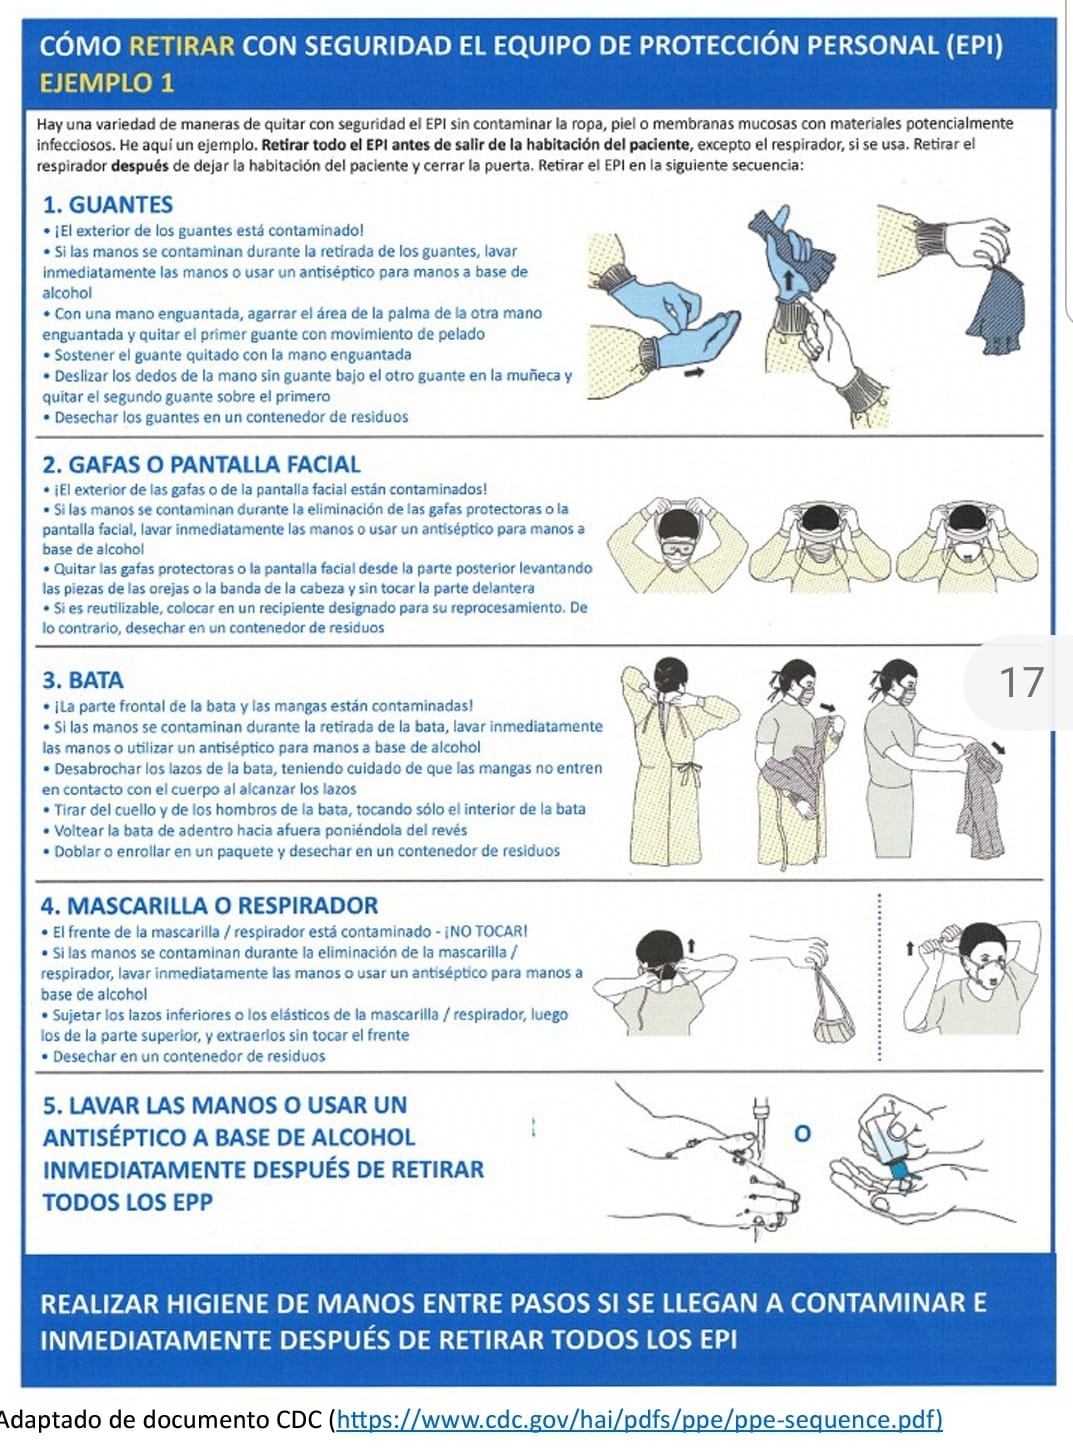 CÓMO RETIRAR CON SEGURIDAD EL EQUIPO DE PROTECCIÓN PERSONAL (EPI)
EJEMPLO 1
Hay una variedad de maneras de quitar con seguridad el EPI sin contaminar la ropa, piel o membranas mucosas con materiales potencialmente
infecciosos. He aquí un ejemplo. Retirar todo el EPI antes de salir de la habitación del paciente, excepto el respirador, si se usa. Retirar el
respirador después de dejar la habitación del paciente y cerrar la puerta. Retirar el EPI en la siguiente secuencia:
1. GUANTES
• ¡El exterior de los guantes está contaminado!
• Si las manos se contaminan durante la retirada de los guantes, lavar
inmediatamente las manos o usar un antiséptico para manos a base de
alcohol
• Con una mano enguantada, agarrar el área de la palma de la otra mano
enguantada y quitar el primer guante con movimiento de pelado
• Sostener el guante quitado con la mano enguantada
• Deslizar los dedos de la mano sin guante bajo el otro guante en la muñeca y
quitar el segundo guante sobre el primero
• Desechar los guantes en un contenedor de residuos
2. GAFAS O PANTALLA FACIAL
• ¡El exterior de las gafas o de la pantalla facial están contaminados!
• Si las manos se contaminan durante la eliminación de las gafas protectoras o la
pantalla facial, lavar inmediatamente las manos o usar un antiséptico para manos a
base de alcohol
• Quitar las gafas protectoras o la pantalla facial desde la parte posterior levantando
las piezas de las orejas o la banda de la cabeza y sin tocar la parte delantera
• Si es reutilizable, colocar en un recipiente designado para su reprocesamiento. De
lo contrario, desechar en un contenedor de residuos
17
3. BATA
• ¡La parte frontal de la bata y las mangas están contaminadas!
• Si las manos se contaminan durante la retirada de la bata, lavar inmediatamente
las manos o utilizar un antiséptico para manos a base de alcohol
• Desabrochar los lazos de la bata, teniendo cuidado de que las mangas no entren
en contacto con el cuerpo al alcanzar los lazos
• Tirar del cuello y de los hombros de la bata, tocando sólo el interior de la bata
• Voltear la bata de adentro hacia afuera poniéndola del revés
• Doblar o enrollar en un paquete y desechar en un contenedor de residuos
4. MASCARILLA O RESPIRADOR
• El frente de la mascarilla / respirador está contaminado - ¡NO TOCAR!
• Si las manos se contaminan durante la eliminación de la mascarilla /
respirador, lavar inmediatamente las manos o usar un antiséptico para manos a
base de alcohol
• Sujetar los lazos inferiores o los elásticos de la mascarilla / respirador, luego
los de la parte superior, y extraerlos sin tocar el frente
• Desechar en un contenedor de residuos
5. LAVAR LAS MANOS O USAR UN
ANTISÉPTICO A BASE DE ALCOHOL
INMEDIATAMENTE DESPUÉS DE RETIRAR
TODOS LOS EPP
O
REALIZAR HIGIENE DE MANOS ENTRE PASOS SI SE LLEGAN A CONTAMINAR E
INMEDIATAMENTE DESPUÉS DE RETIRAR TODOS LOS EPI
Adaptado de documento CDC (https://www.cdc.gov/hai/pdfs/ppe/ppe-sequence.pdf)